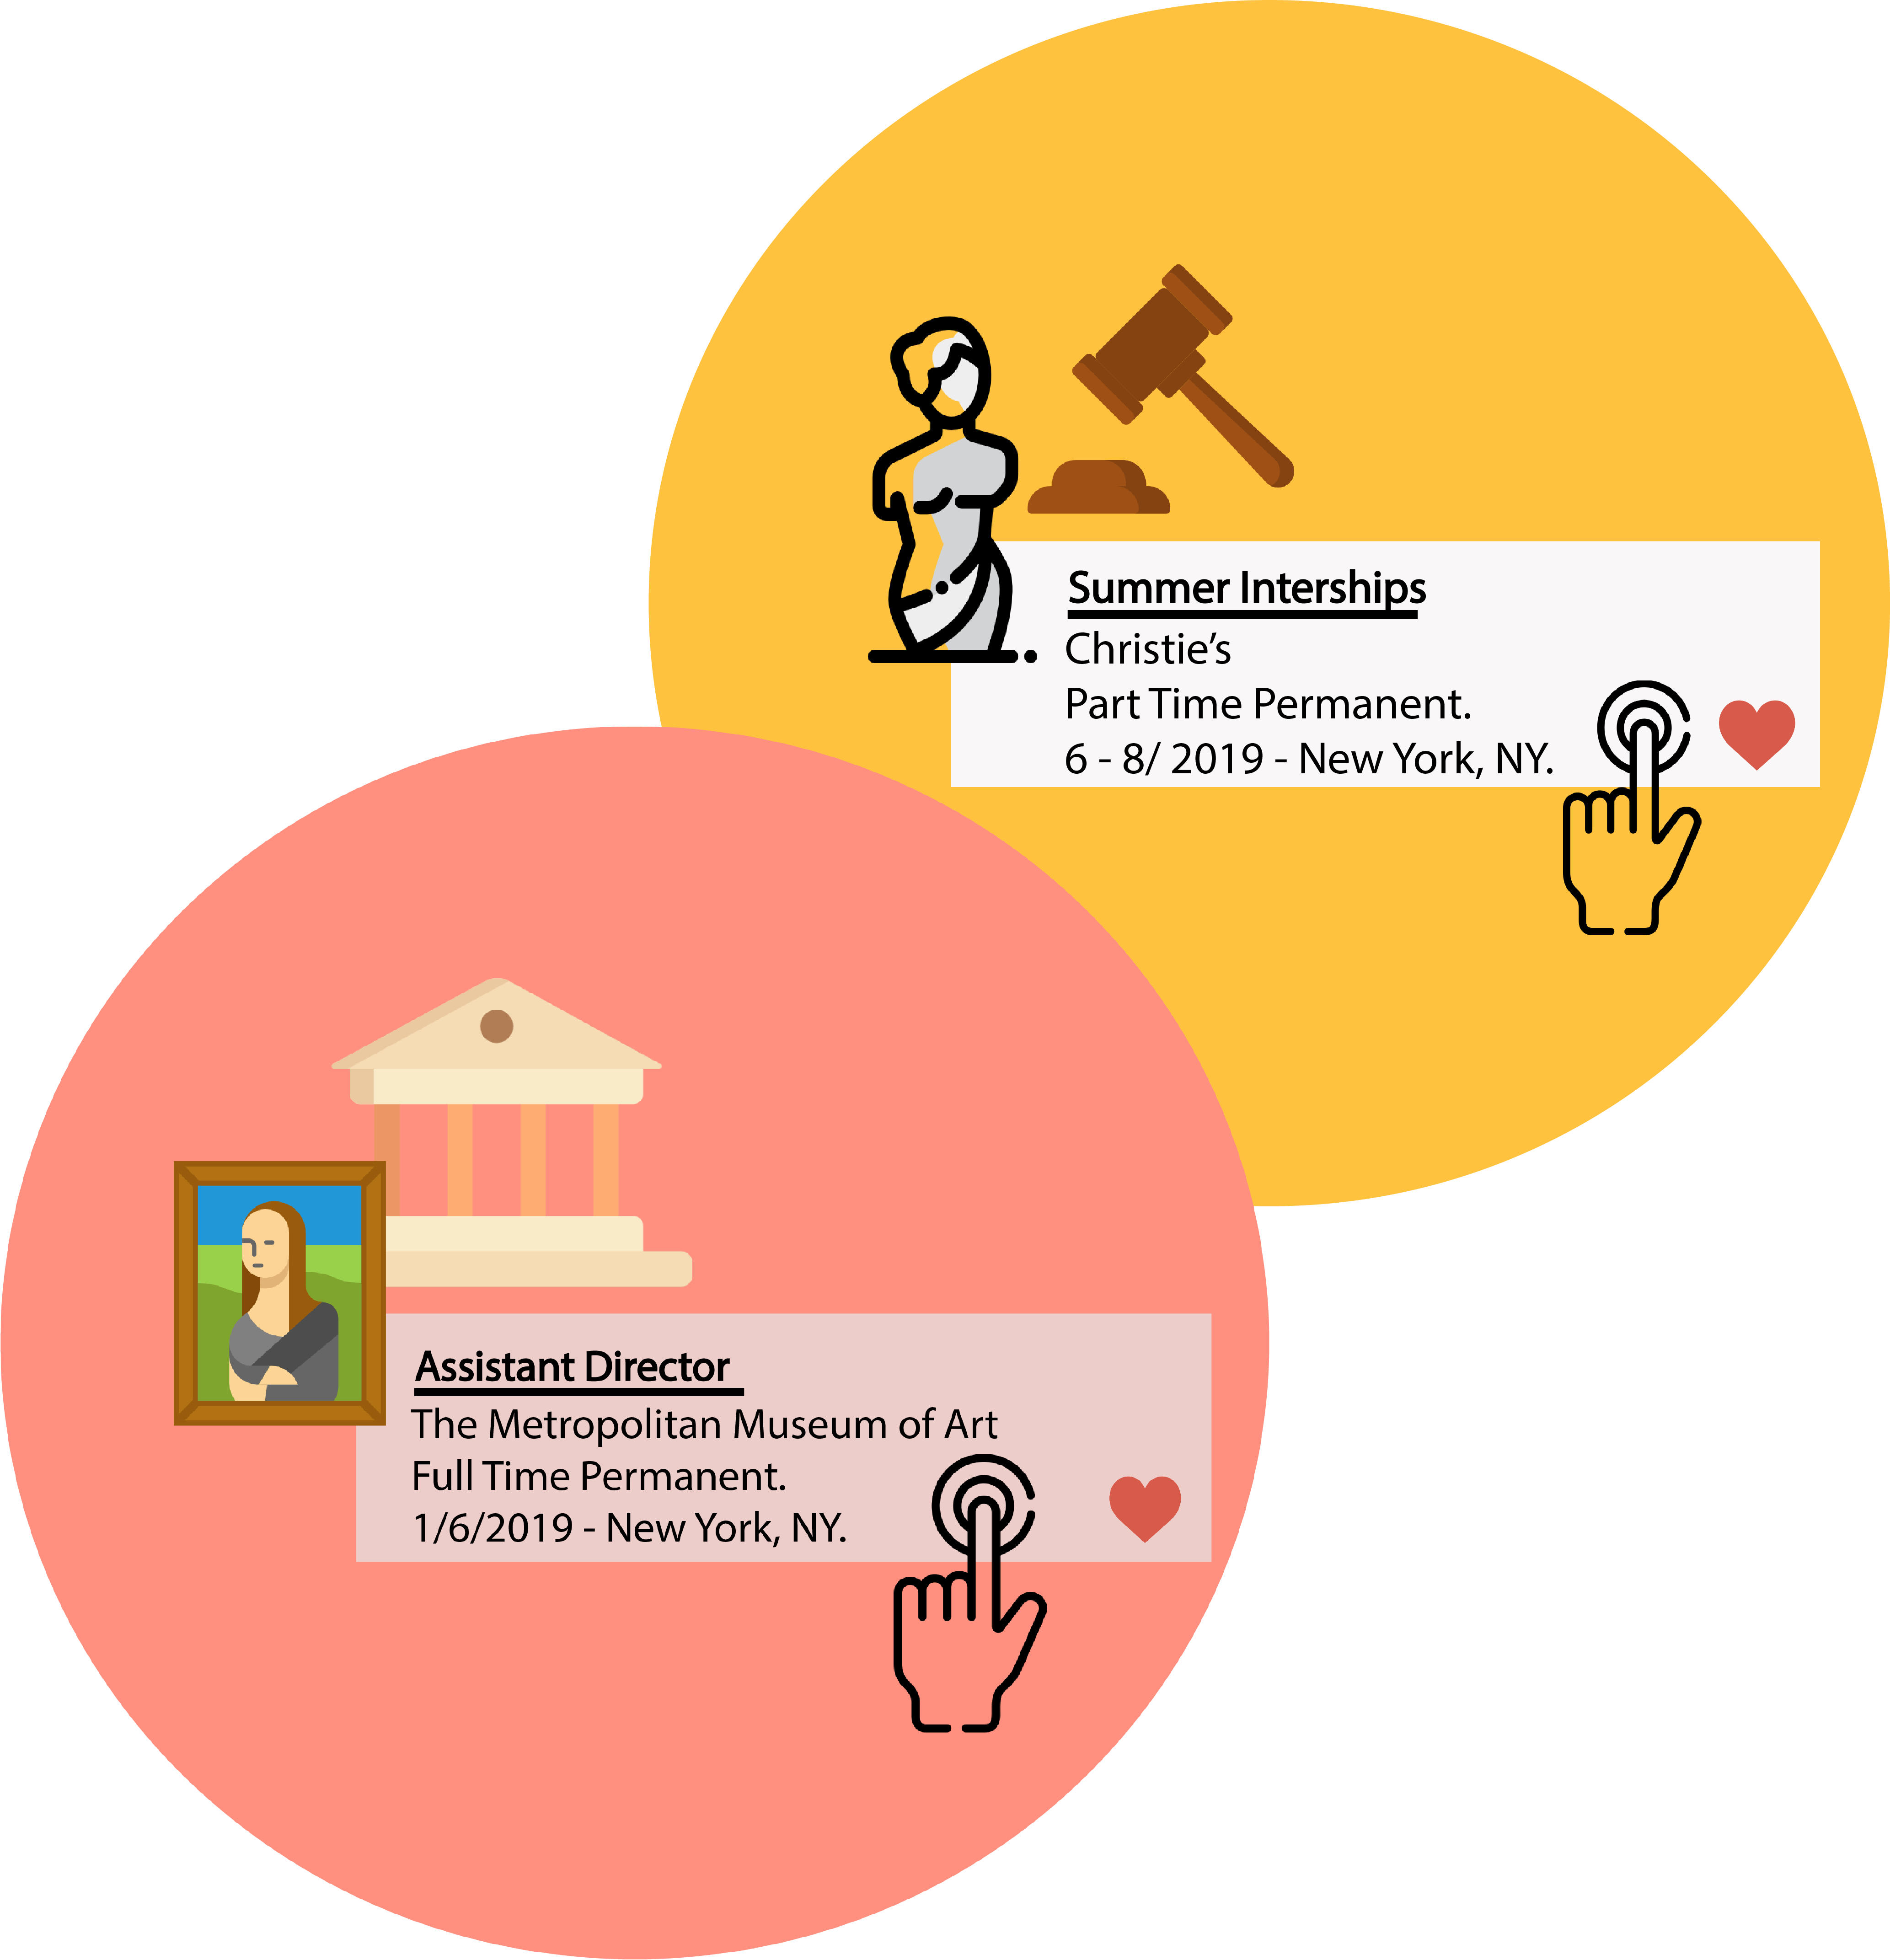 Summer Interships
Christie's
Part Time Permanent.
6 - 8/ 2019 - New York, NY.
Assistant Director
The Metropolitan Museum of Art
Full Time Permanent.
1/6/2019 - New York, NY.